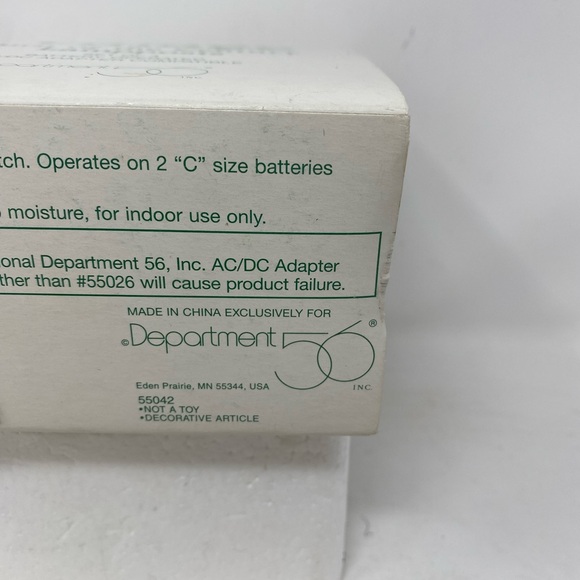 56
INC
tch. Operates on 2 “C” size batteries
moisture, for indoor use only.
onal Department 56, Inc. AC/DC Adapter
ther than #55026 will cause product failure.
MADE IN CHINA EXCLUSIVELY FOR
©Department 56®
INC.
Eden Prairie, MN 55344, USA
55042
•NOT A TOY
•DECORATIVE ARTICLE